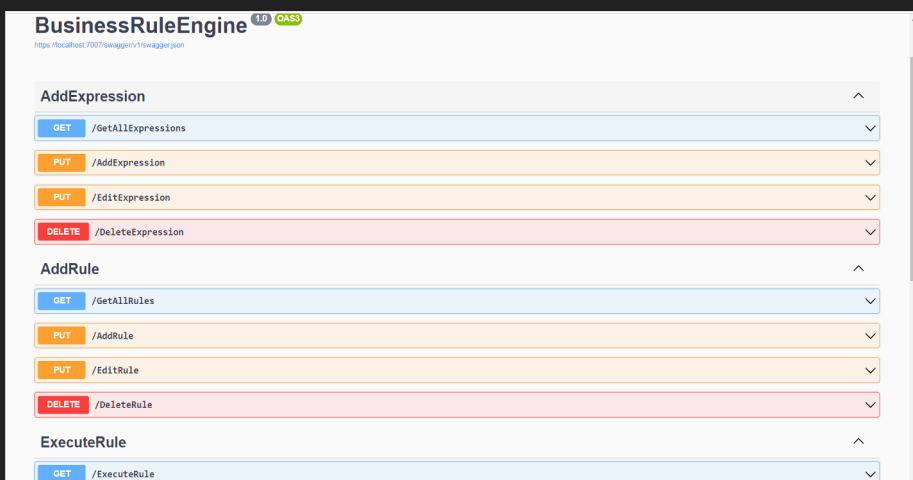 BusinessRuleEngine 1.0 OAS3
https://localhost:7007/swagger/v1/swagger.json
AddExpression
GET /GetAllExpressions
PUT /AddExpression
PUT /EditExpression
DELETE /DeleteExpression
AddRule
GET /GetAllRules
PUT /AddRule
PUT /EditRule
DELETE /DeleteRule
ExecuteRule
GET /ExecuteRule